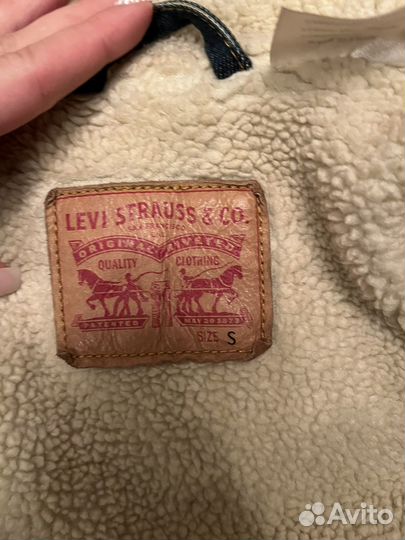 LEVI STRAUSS & CO.
SAN FRANCISCO
ORIGINAL RIVETED
QUALITY CLOTHING
PATENTED MAY 20 1873
SIZE S
Avito